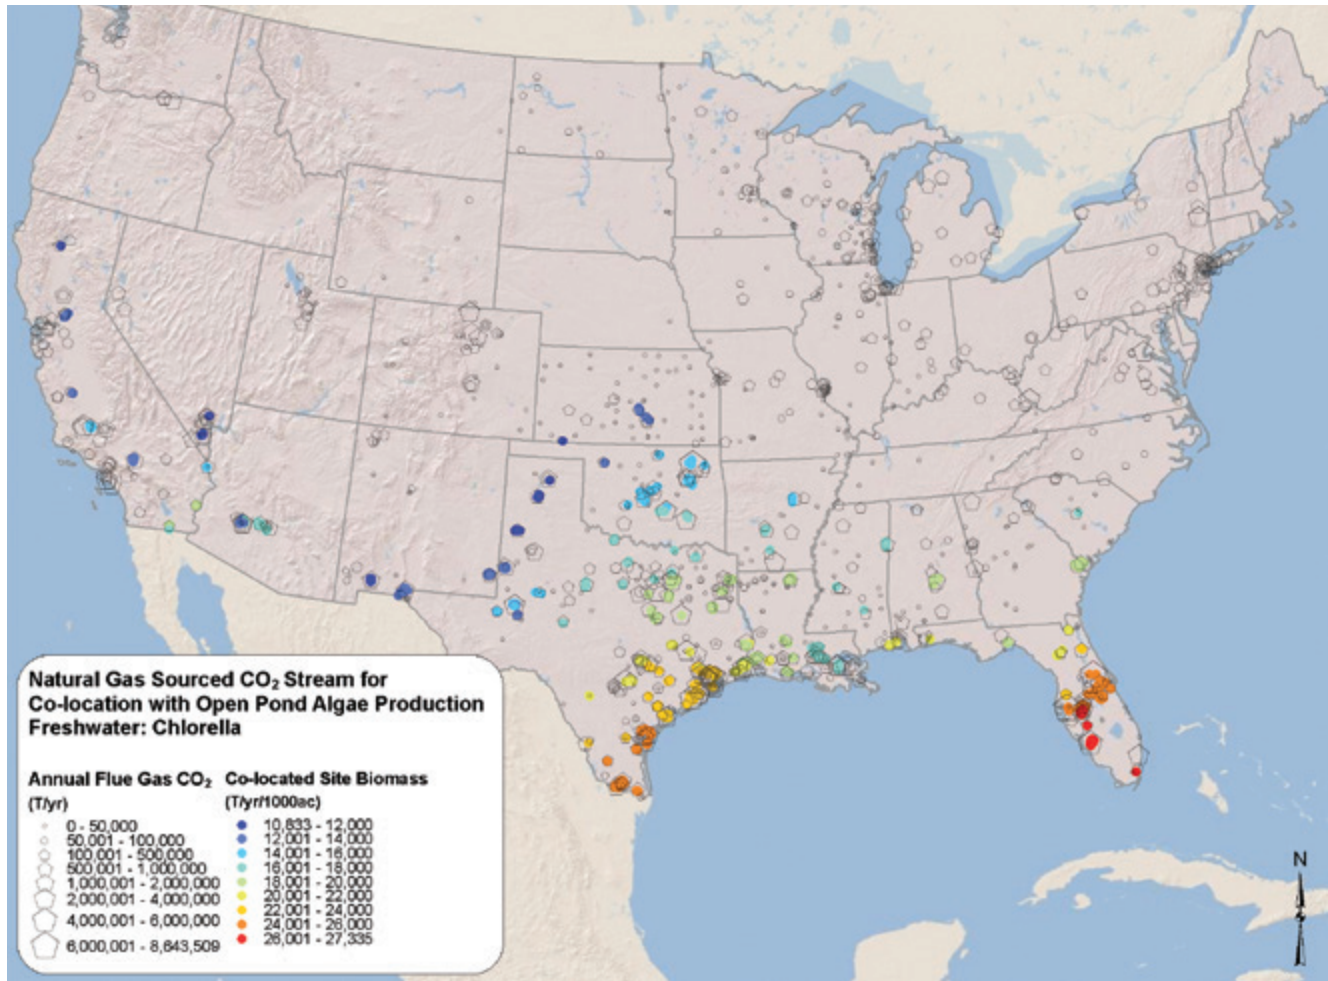 Natural Gas Sourced CO₂ Stream for
Co-location with Open Pond Algae Production
Freshwater: Chlorella
Annual Flue Gas CO₂
(T/yr)
0 - 50,000
50,001 - 100,000
100,001 - 500,000
500,001 - 1,000,000
1,000,001 - 2,000,000
2,000,001 - 4,000,000
4,000,001 - 6,000,000
6,000,001 - 8,643,509
Co-located Site Biomass
(T/yr/1000ac)
10,833 - 12,000
12,001 - 14,000
14,001 - 16,000
16,001 - 18,000
18,001 - 20,000
20,001 - 22,000
22,001 - 24,000
24,001 - 26,000
26,001 - 27,335
N